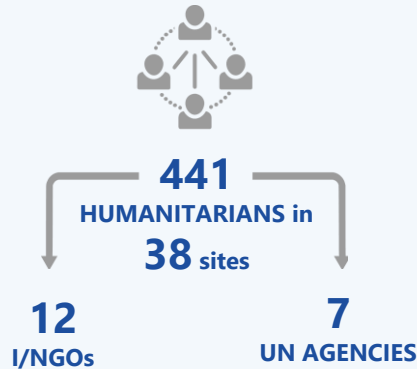 441
HUMANITARIANS in
38 sites
12
I/NGOs
7
UN AGENCIES